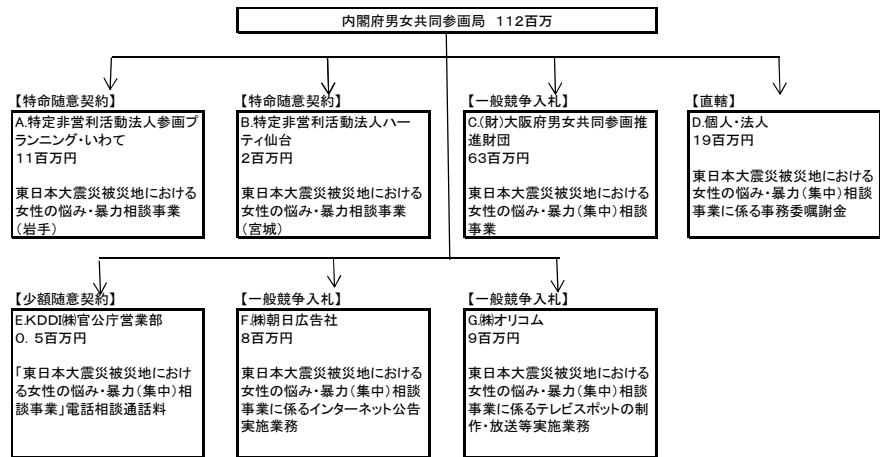 内閣府男女共同参画局　112百万
【特命随意契約】
A.特定非営利活動法人参画プ
ランニング・いわて
11百万円
東日本大震災被災地における
女性の悩み・暴力相談事業
(岩手)
【特命随意契約】
B.特定非営利活動法人ハー
ティ仙台
2百万円
東日本大震災被災地における
女性の悩み・暴力相談事業
(宮城)
【一般競争入札】
C.(財)大阪府男女共同参画推
進財団
63百万円
東日本大震災被災地における
女性の悩み・暴力(集中)相談
事業
【直轄】
D.個人・法人
19百万円
東日本大震災被災地における
女性の悩み・暴力(集中)相談
事業に係る事務委嘱謝金
【少額随意契約】
E.KDDI㈱官公庁営業部
0．5百万円
「東日本大震災被災地におけ
る女性の悩み・暴力(集中)相
談事業」電話相談通話料
【一般競争入札】
F.㈱朝日広告社
8百万円
東日本大震災被災地における
女性の悩み・暴力(集中)相談
事業に係るインターネット公告
実施業務
【一般競争入札】
G.㈱オリコム
9百万円
東日本大震災被災地における
女性の悩み・暴力(集中)相談
事業に係るテレビスポットの制
作・放送等実施業務